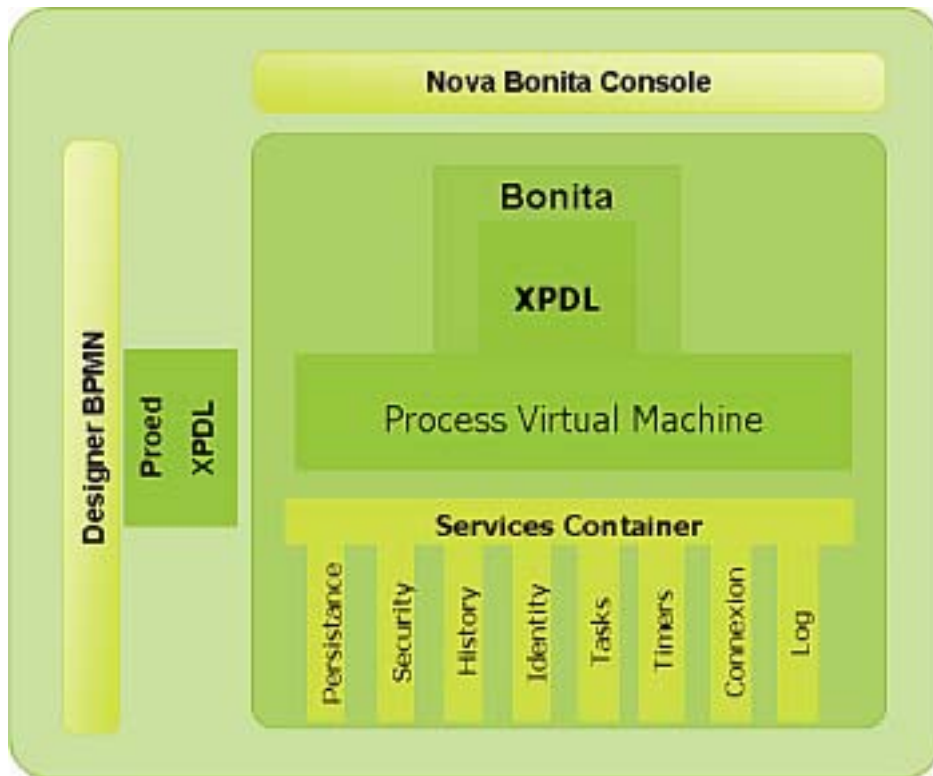 Nova Bonita Console
Designer BPMN
Proed
XPDL
Bonita
XPDL
Process Virtual Machine
Services Container
Persistance
Security
History
Identity
Tasks
Timers
Connexion
Log